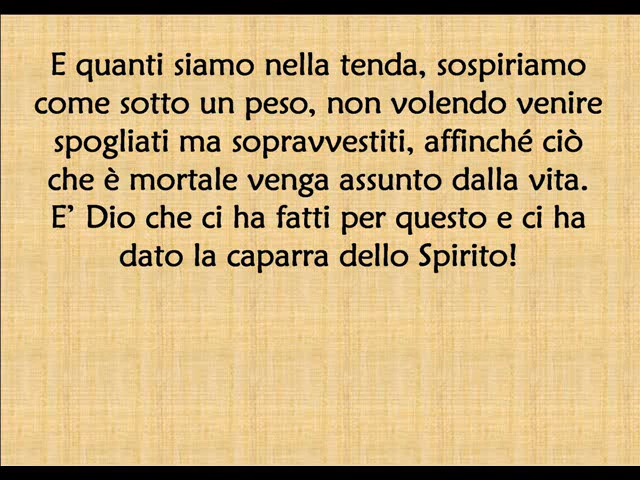 E quanti siamo nella tenda, sospiriamo
come sotto un peso, non volendo venire
spogliati ma sopravvestiti, affinché ciò
che è mortale venga assunto dalla vita.
E’ Dio che ci ha fatti per questo e ci ha
dato la caparra dello Spirito!